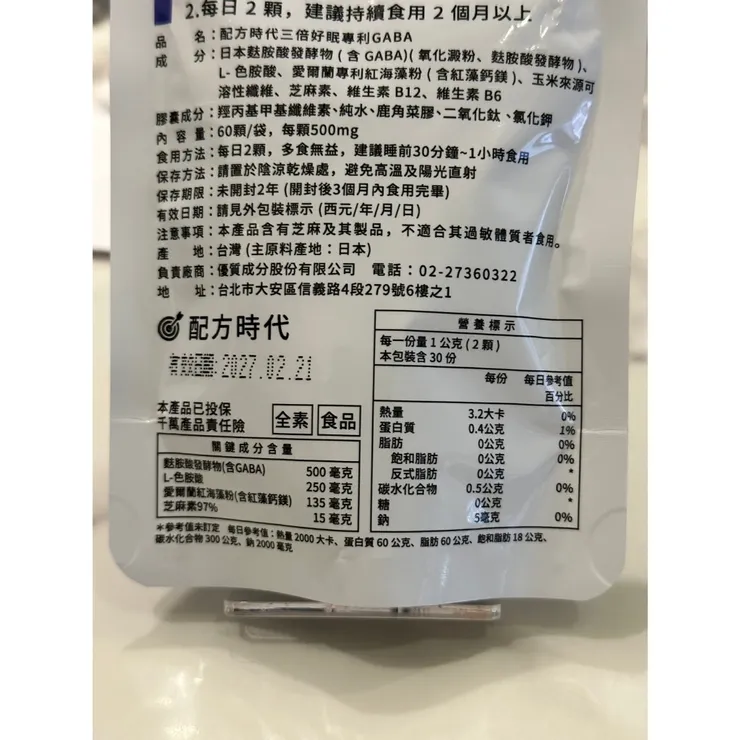 2.每日 2 顆，建議持續食用 2 個月以上
品名：配方時代三倍好眠專利GABA
成分：日本麩胺酸發酵物 ( 含 GABA)( 氧化澱粉、麩胺酸發酵物 )、
L- 色胺酸、愛爾蘭專利紅海藻粉 ( 含紅藻鈣鎂 )、玉米來源可
溶性纖維、芝麻素、維生素 B12、維生素 B6
膠囊成分：羥丙基甲基纖維素、純水、鹿角菜膠、二氧化鈦、氯化鉀
內容量：60顆/袋，每顆500mg
食用方法：每日2顆，多食無益，建議睡前30分鐘~1小時食用
保存方法：請置於陰涼乾燥處，避免高溫及陽光直射
保存期限：未開封2年 (開封後3個月內食用完畢)
有效日期：請見外包裝標示 (西元/年/月/日)
注意事項：本產品含有芝麻及其製品，不適合其過敏體質者食用。
產地：台灣 (主原料產地：日本)
負責廠商：優質成分股份有限公司 電話：02-27360322
地址：台北市大安區信義路4段279號6樓之1
配方時代
有效日期: 2027.02.21
本產品已投保
千萬產品責任險
全素 食品
關鍵成分含量
麩胺酸發酵物(含GABA) 500 毫克
L-色胺酸 250 毫克
愛爾蘭紅海藻粉(含紅藻鈣鎂) 135 毫克
芝麻素97% 15 毫克
營養標示
每一份量 1 公克 ( 2 顆 )
本包裝含 30 份
每份 每日參考值
百分比
熱量 3.2大卡 0%
蛋白質 0.4公克 1%
脂肪 0公克 0%
飽和脂肪 0公克 0%
反式脂肪 0公克 *
碳水化合物 0.5公克 0%
糖 0公克 *
鈉 5毫克 0%
＊參考值未訂定 每日參考值：熱量 2000 大卡、蛋白質 60 公克、脂肪 60 公克、飽和脂肪 18 公克、
碳水化合物 300 公克、鈉 2000 毫克